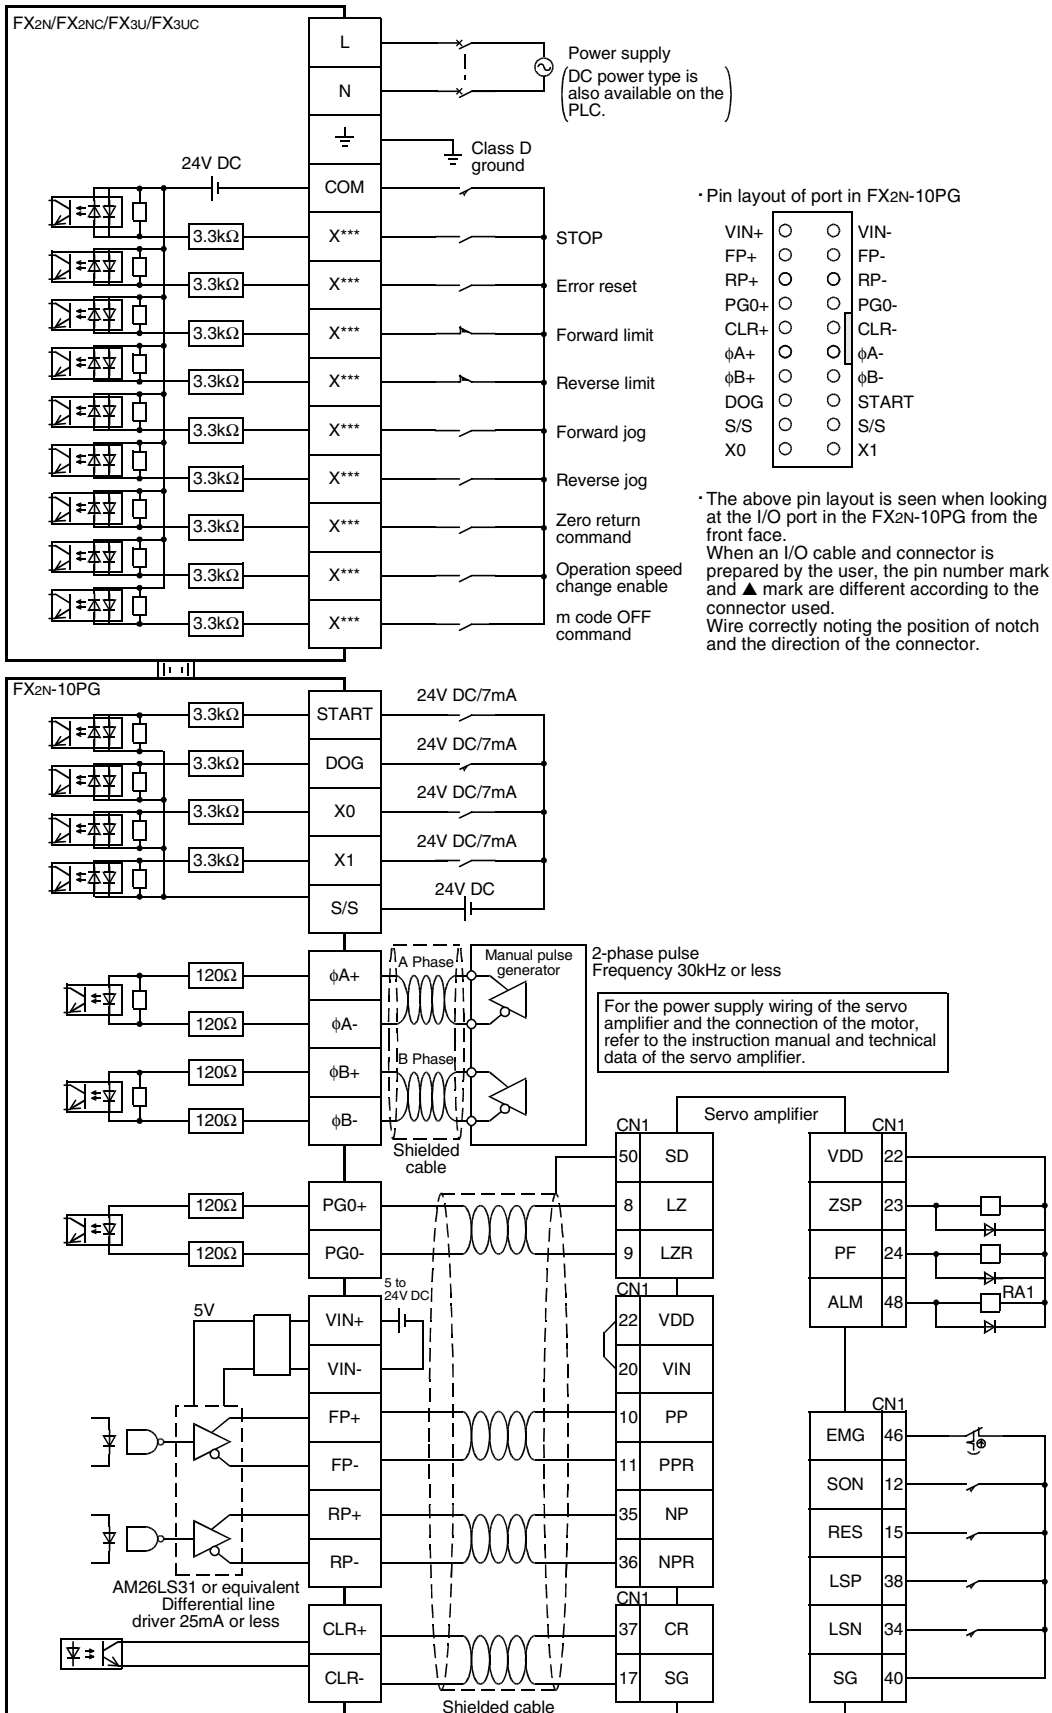 FX2N/FX2NC/FX3U/FX3UC
L
N
Power supply
(DC power type is
also available on the
PLC.)
Class D
ground
24V DC
COM
3.3kΩ X*** STOP
3.3kΩ X*** Error reset
3.3kΩ X*** Forward limit
3.3kΩ X*** Reverse limit
3.3kΩ X*** Forward jog
3.3kΩ X*** Reverse jog
3.3kΩ X*** Zero return
command
3.3kΩ X*** Operation speed
change enable
3.3kΩ X*** m code OFF
command
・Pin layout of port in FX2N-10PG
VIN+ VIN-
FP+ FP-
RP+ RP-
PG0+ PG0-
CLR+ CLR-
ϕA+ ϕA-
ϕB+ ϕB-
DOG START
S/S S/S
X0 X1
・The above pin layout is seen when looking
at the I/O port in the FX2N-10PG from the
front face.
When an I/O cable and connector is
prepared by the user, the pin number mark
and ▲ mark are different according to the
connector used.
Wire correctly noting the position of notch
and the direction of the connector.
FX2N-10PG
3.3kΩ START 24V DC/7mA
3.3kΩ DOG 24V DC/7mA
3.3kΩ X0 24V DC/7mA
3.3kΩ X1 24V DC/7mA
S/S 24V DC
120Ω ϕA+ A Phase
120Ω ϕA-
120Ω ϕB+ B Phase
120Ω ϕB-
Shielded
cable
Manual pulse
generator
2-phase pulse
Frequency 30kHz or less
For the power supply wiring of the servo
amplifier and the connection of the motor,
refer to the instruction manual and technical
data of the servo amplifier.
Servo amplifier
120Ω PG0+
120Ω PG0-
5 to
24V DC
5V
VIN+
VIN-
FP+
FP-
RP+
RP-
AM26LS31 or equivalent
Differential line
driver 25mA or less
CLR+
CLR-
Shielded cable
CN1
50 SD
8 LZ
9 LZR
CN1
22 VDD
20 VIN
10 PP
11 PPR
35 NP
36 NPR
CN1
37 CR
17 SG
CN1
VDD 22
ZSP 23
PF 24
ALM 48
RA1
CN1
EMG 46
SON 12
RES 15
LSP 38
LSN 34
SG 40